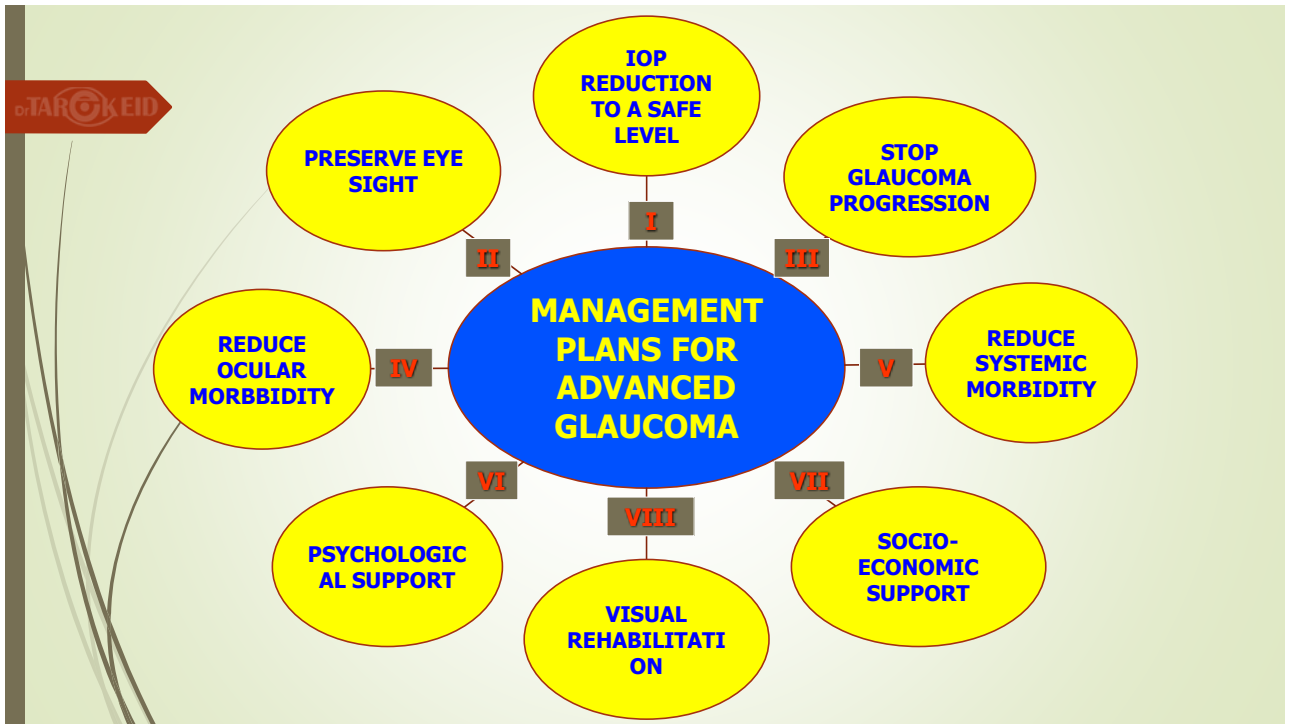 Dr TAROK EID
IOP
REDUCTION
TO A SAFE
LEVEL
I
PRESERVE EYE
SIGHT
II
STOP
GLAUCOMA
PROGRESSION
III
MANAGEMENT
PLANS FOR
ADVANCED
GLAUCOMA
REDUCE
OCULAR
MORBBIDITY
IV
V
REDUCE
SYSTEMIC
MORBIDITY
VI
PSYCHOLOGIC
AL SUPPORT
VII
SOCIO-
ECONOMIC
SUPPORT
VIII
VISUAL
REHABILITATI
ON